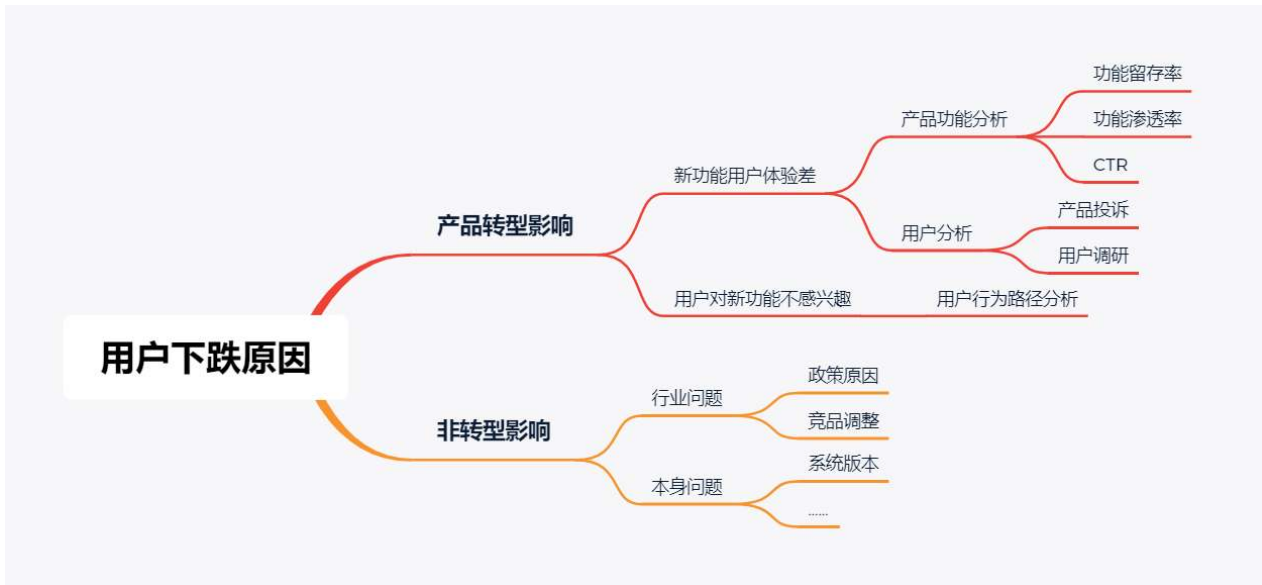 用户下跌原因
产品转型影响
新功能用户体验差
产品功能分析
功能留存率
功能渗透率
CTR
用户分析
产品投诉
用户调研
用户对新功能不感兴趣
用户行为路径分析
非转型影响
行业问题
政策原因
竞品调整
本身问题
系统版本
......